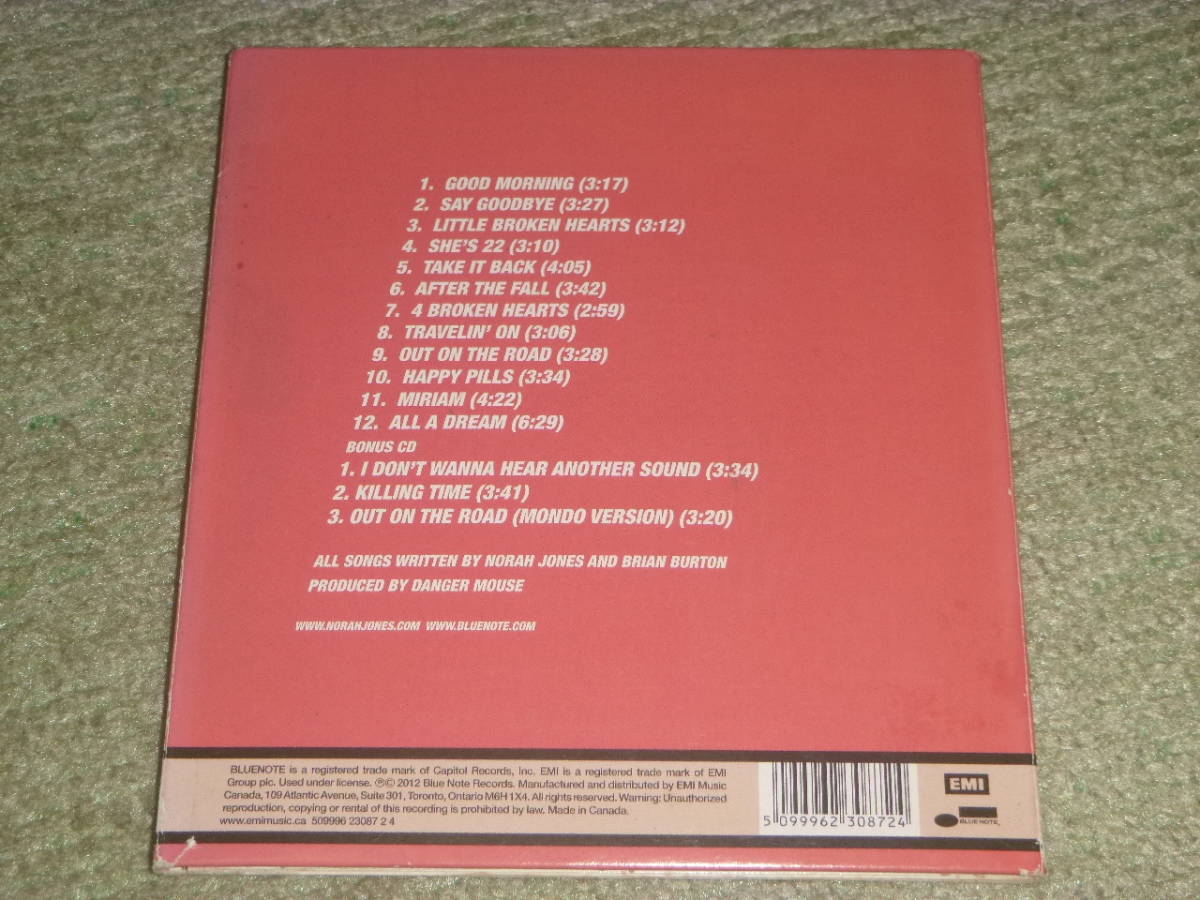 1. GOOD MORNING (3:17)
2. SAY GOODBYE (3:27)
3. LITTLE BROKEN HEARTS (3:12)
4. SHE'S 22 (3:10)
5. TAKE IT BACK (4:05)
6. AFTER THE FALL (3:42)
7. 4 BROKEN HEARTS (2:59)
8. TRAVELIN' ON (3:06)
9. OUT ON THE ROAD (3:28)
10. HAPPY PILLS (3:34)
11. MIRIAM (4:22)
12. ALL A DREAM (6:29)
BONUS CD
1. I DON'T WANNA HEAR ANOTHER SOUND (3:34)
2. KILLING TIME (3:41)
3. OUT ON THE ROAD (MONDO VERSION) (3:20)
ALL SONGS WRITTEN BY NORAH JONES AND BRIAN BURTON
PRODUCED BY DANGER MOUSE
WWW.NORAHJONES.COM WWW.BLUENOTE.COM
BLUENOTE is a registered trade mark of Capitol Records, Inc. EMI is a registered trade mark of EMI
Group plc. Used under license. ℗© 2012 Blue Note Records. Manufactured and distributed by EMI Music
Canada, 109 Atlantic Avenue, Suite 301, Toronto, Ontario M6H 1X4. All rights reserved. Warning: Unauthorized
reproduction, copying or rental of this recording is prohibited by law. Made in Canada.
www.emimusic.ca 509996 23087 2 4
5 099962 308724
EMI
BLUE NOTE